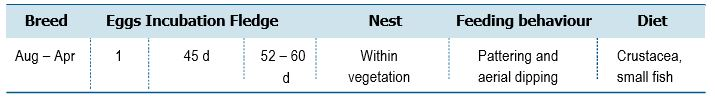 Breed Eggs Incubation Fledge Nest Feeding behaviour Diet
Aug – Apr 1 45 d 52 – 60 Within Pattering and Crustacea,
d vegetation aerial dipping small fish